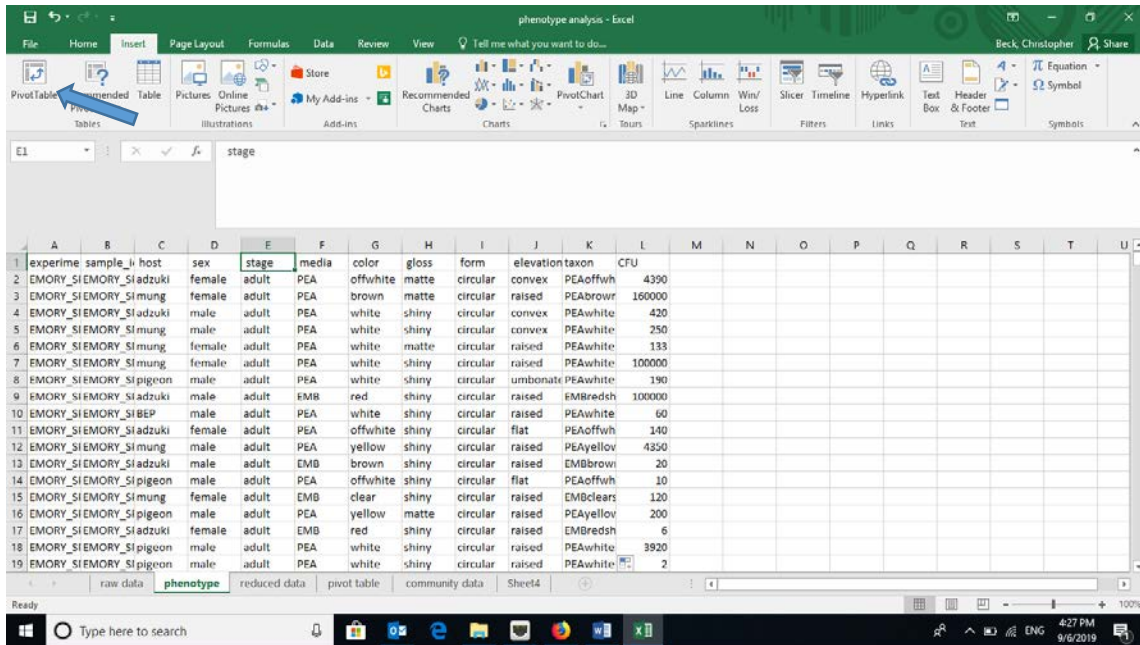 phenotype analysis - Excel
File Home Insert Page Layout Formulas Data Review View Tell me what you want to do... Beck, Christopher Share
PivotTable Table Pictures Online Pictures Store My Add-ins Recommended Charts PivotChart 3D Map Line Column Win/Loss Slicer Timeline Hyperlink Text Box Header & Footer Equation Symbol
Tables Illustrations Add-ins Charts Tours Sparklines Filters Links Text Symbols
E1 fx stage
A B C D E F G H I J K L M N O P Q R S T U
1 experime sample_i host sex stage media color gloss form elevation taxon CFU
2 EMORY_SI EMORY_SI adzuki female adult PEA offwhite matte circular convex PEAoffwh 4390
3 EMORY_SI EMORY_SI mung female adult PEA brown matte circular raised PEAbrowr 160000
4 EMORY_SI EMORY_SI adzuki male adult PEA white shiny circular convex PEAwhite 420
5 EMORY_SI EMORY_SI mung male adult PEA white shiny circular convex PEAwhite 250
6 EMORY_SI EMORY_SI mung female adult PEA white matte circular raised PEAwhite 133
7 EMORY_SI EMORY_SI mung female adult PEA white shiny circular raised PEAwhite 100000
8 EMORY_SI EMORY_SI pigeon male adult PEA white shiny circular umbonate PEAwhite 190
9 EMORY_SI EMORY_SI adzuki male adult EMB red shiny circular raised EMBredsh 100000
10 EMORY_SI EMORY_SI BEP male adult PEA white shiny circular raised PEAwhite 60
11 EMORY_SI EMORY_SI adzuki female adult PEA offwhite shiny circular flat PEAoffwh 140
12 EMORY_SI EMORY_SI mung male adult PEA yellow shiny circular raised PEAyellov 4350
13 EMORY_SI EMORY_SI adzuki male adult EMB brown shiny circular raised EMBbrowi 20
14 EMORY_SI EMORY_SI pigeon male adult PEA offwhite shiny circular flat PEAoffwh 10
15 EMORY_SI EMORY_SI mung female adult EMB clear shiny circular raised EMBclears 120
16 EMORY_SI EMORY_SI pigeon male adult PEA yellow matte circular raised PEAyellov 200
17 EMORY_SI EMORY_SI adzuki female adult EMB red shiny circular raised EMBredsh 6
18 EMORY_SI EMORY_SI pigeon male adult PEA white shiny circular raised PEAwhite 3920
19 EMORY_SI EMORY_SI pigeon male adult PEA white shiny circular raised PEAwhite 2
raw data phenotype reduced data pivot table community data Sheet4
Ready 100%
Type here to search ENG 4:27 PM
9/6/2019